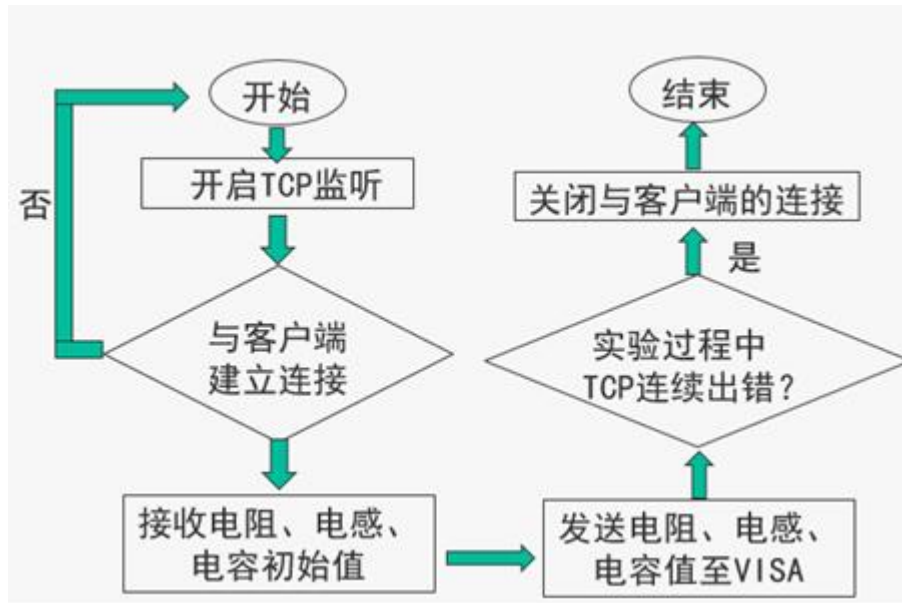 开始
开启TCP监听
否
与客户端
建立连接
接收电阻、电感、
电容初始值
发送电阻、电感、
电容值至VISA
实验过程中
TCP连续出错?
是
关闭与客户端的连接
结束